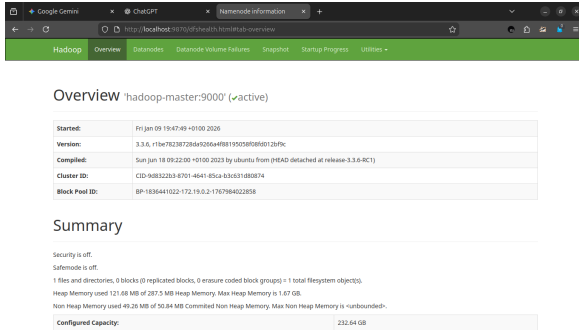 Google Gemini
ChatGPT
Namenode information
http://localhost:9870/dfshealth.html#tab-overview
Hadoop Overview Datanodes Datanode Volume Failures Snapshot Startup Progress Utilities
Overview 'hadoop-master:9000' (✔active)
Started: Fri Jan 09 19:47:49 +0100 2026
Version: 3.3.6, r1be78238728da9266a4f88195058f08fd012bf9c
Compiled: Sun Jun 18 09:22:00 +0100 2023 by ubuntu from (HEAD detached at release-3.3.6-RC1)
Cluster ID: CID-9d8322b3-8701-4641-85ca-b3c631d80874
Block Pool ID: BP-1836441022-172.19.0.2-1767984022858
Summary
Security is off.
Safemode is off.
1 files and directories, 0 blocks (0 replicated blocks, 0 erasure coded block groups) = 1 total filesystem object(s).
Heap Memory used 121.68 MB of 287.5 MB Heap Memory. Max Heap Memory is 1.67 GB.
Non Heap Memory used 49.26 MB of 50.84 MB Commited Non Heap Memory. Max Non Heap Memory is <unbounded>.
Configured Capacity: 232.64 GB